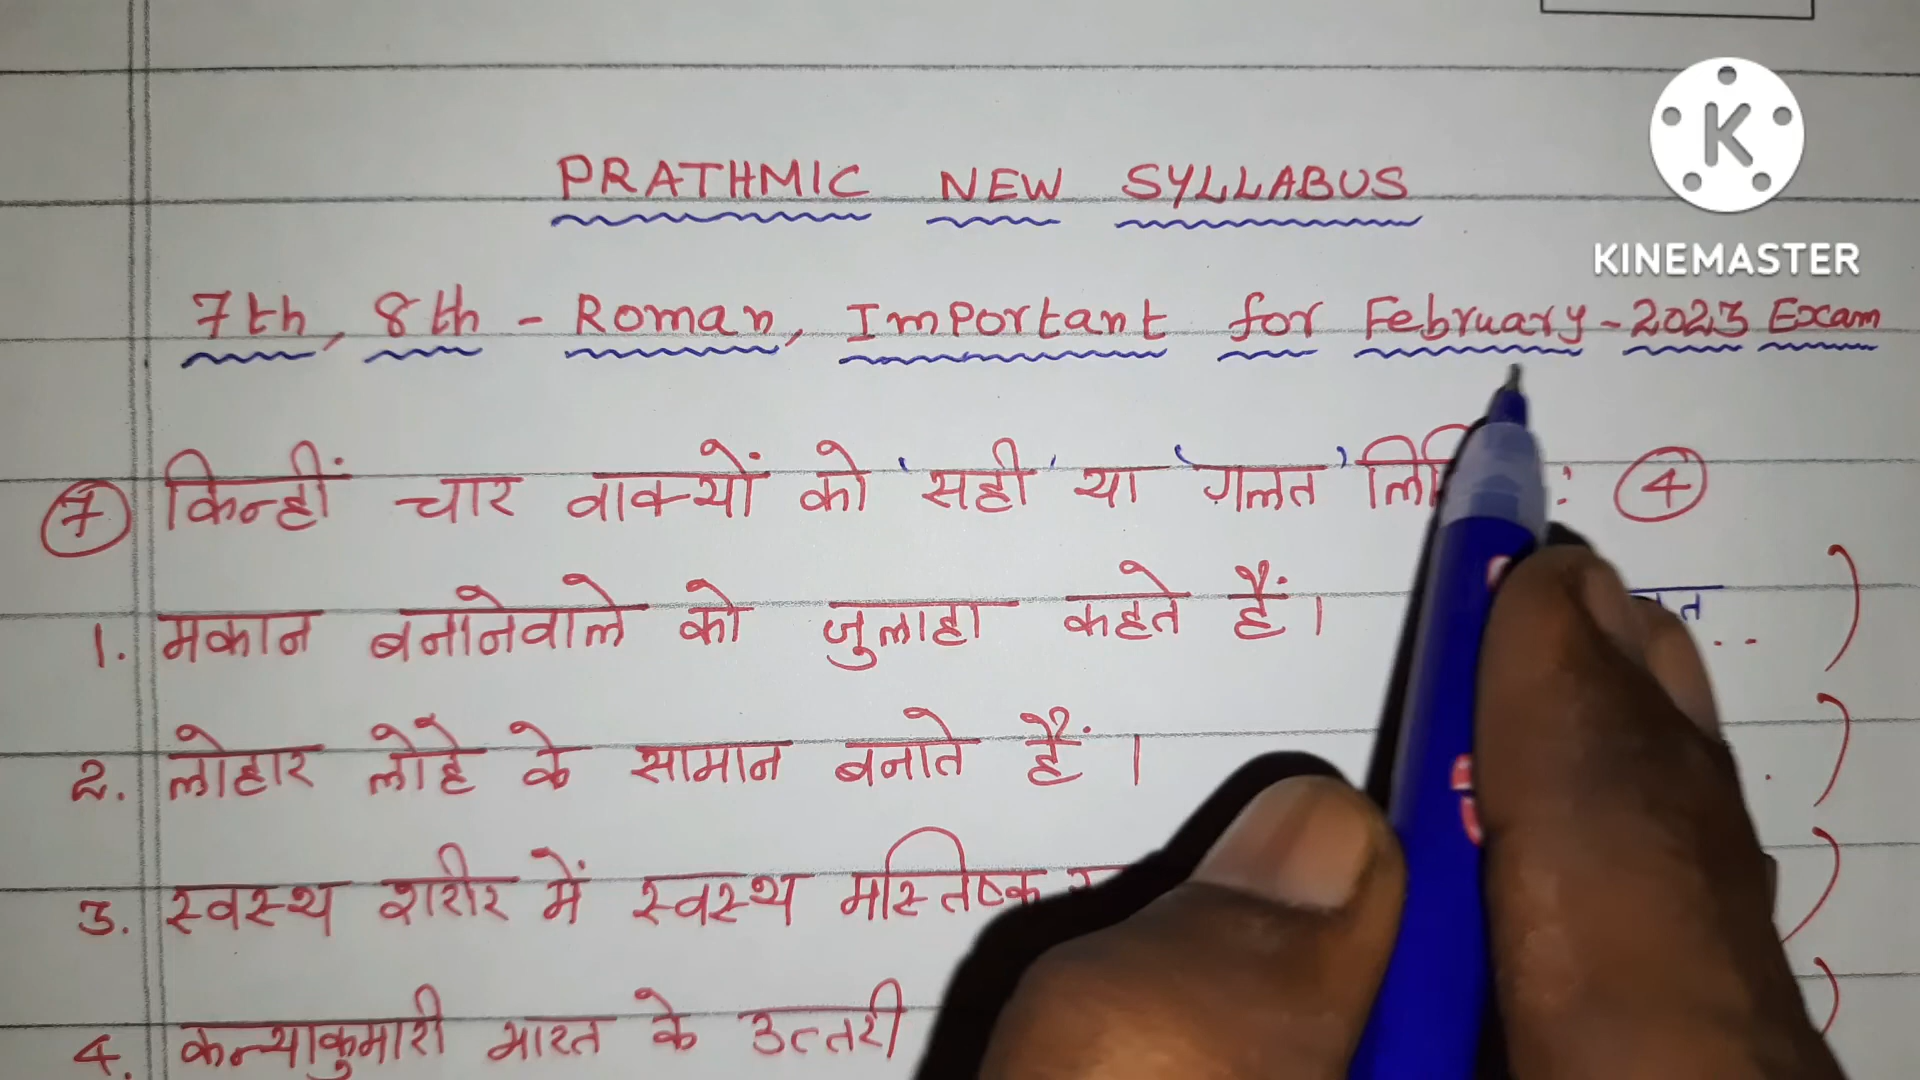 PRATHMIC NEW SYLLABUS
KINEMASTER
7th, 8th - Roman, Important for February - 2023 Exam
7 किन्हीं चार वाक्यों को 'सही' या 'ग़लत' : 4
1. मकान बनानेवाले को जुलाहा कहते हैं। )
2. लोहार लोहे के सामान बनाते हैं। . )
3. स्वस्थ शरीर में स्वस्थ मस्तिष्क )
4. कन्याकुमारी भारत के उत्तरी )